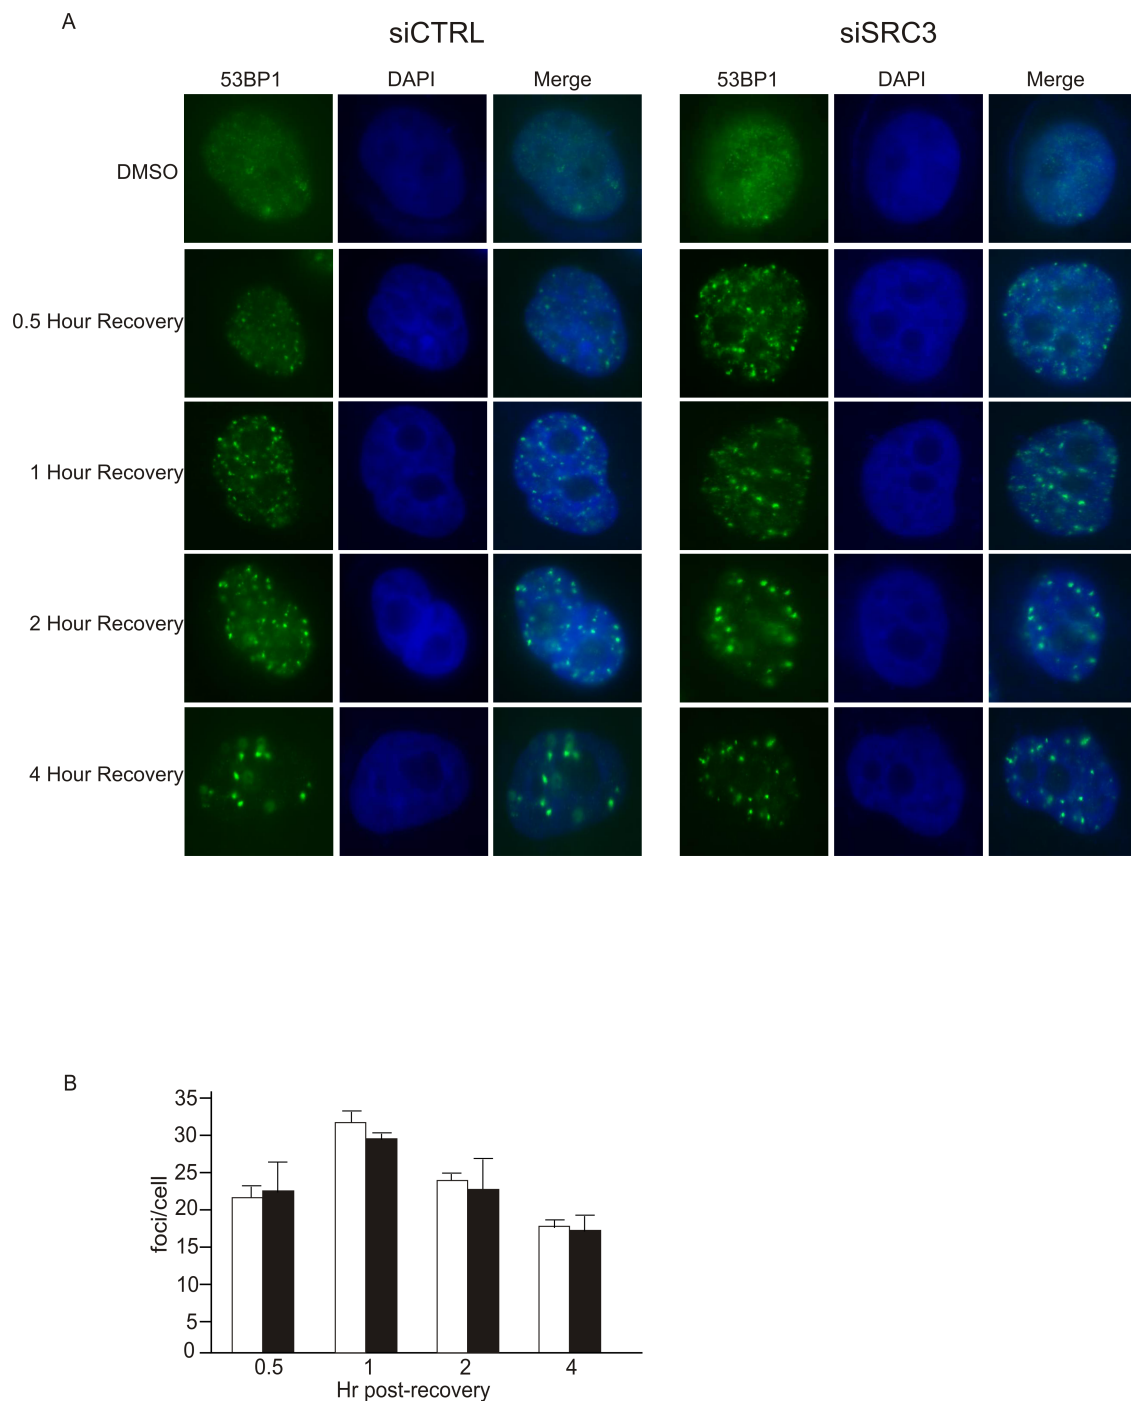 A
siCTRL siSRC3
53BP1 DAPI Merge 53BP1 DAPI Merge
DMSO
0.5 Hour Recovery
1 Hour Recovery
2 Hour Recovery
4 Hour Recovery
B
35
30
25
20
15
10
5
0
foci/cell
0.5 1 2 4
Hr post-recovery